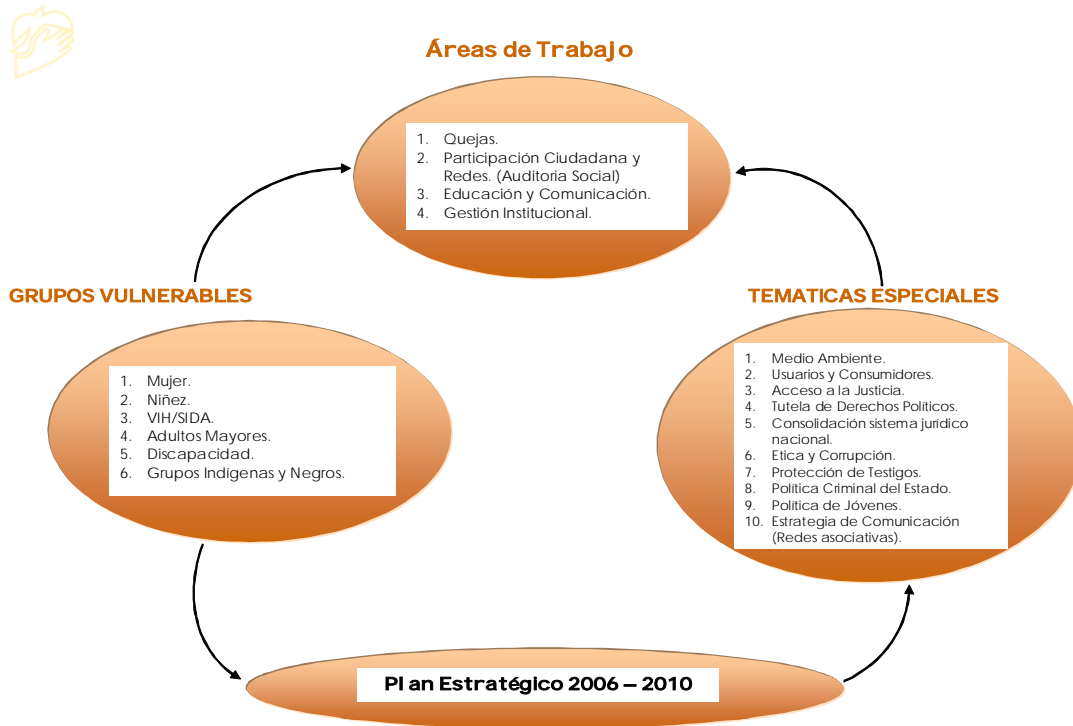 Áreas de Trabajo
1. Quejas.
2. Participación Ciudadana y
Redes. (Auditoria Social)
3. Educación y Comunicación.
4. Gestión Institucional.
GRUPOS VULNERABLES
1. Mujer.
2. Niñez.
3. VIH/SIDA.
4. Adultos Mayores.
5. Discapacidad.
6. Grupos Indígenas y Negros.
TEMATICAS ESPECIALES
1. Medio Ambiente.
2. Usuarios y Consumidores.
3. Acceso a la Justicia.
4. Tutela de Derechos Políticos.
5. Consolidación sistema jurídico
nacional.
6. Etica y Corrupción.
7. Protección de Testigos.
8. Política Criminal del Estado.
9. Política de Jóvenes.
10. Estrategia de Comunicación
(Redes asociativas).
Plan Estratégico 2006 – 2010